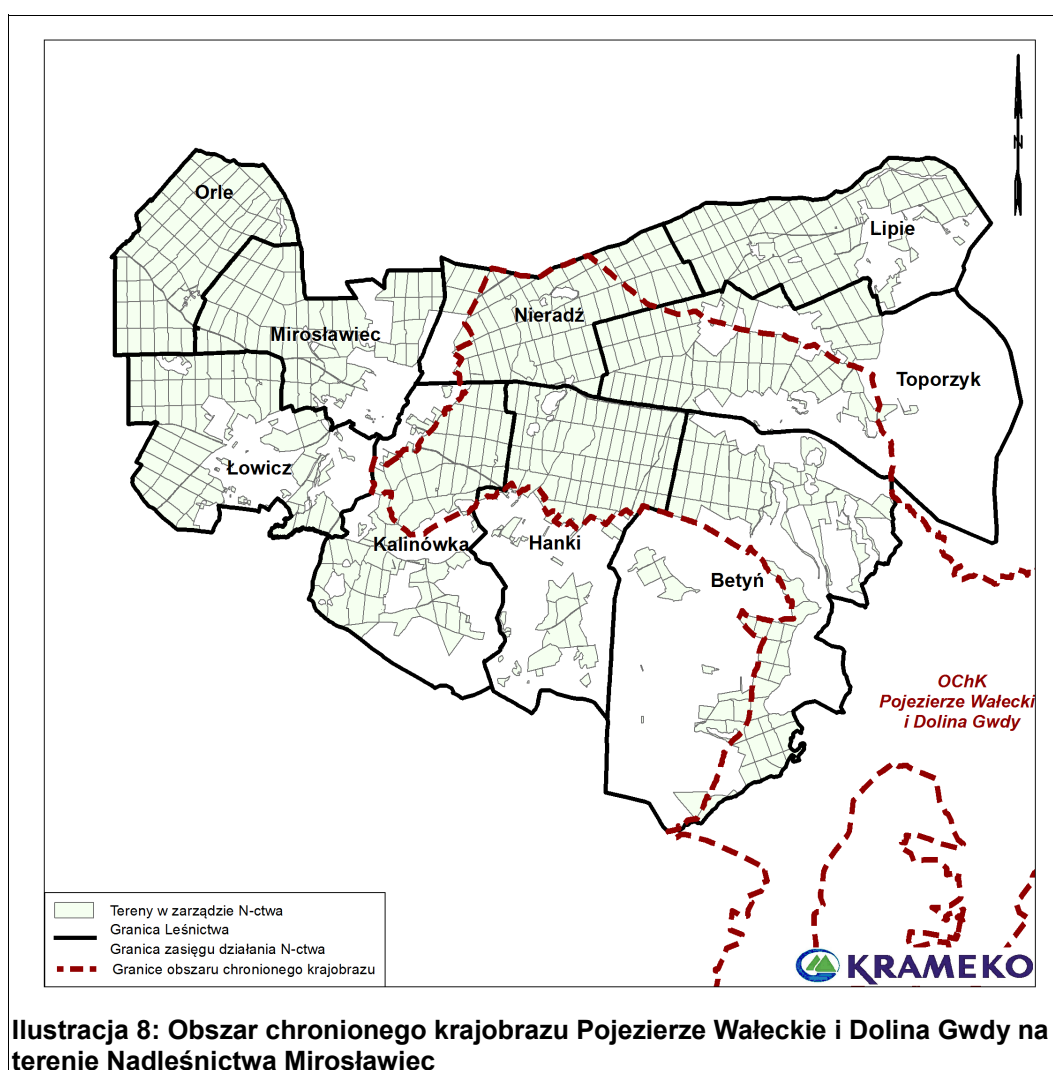 N
Orle
Lipie
Nieradź
Mirosławiec
Toporzyk
Łowicz
Kalinówka
Hanki
Betyń
OChK
Pojezierze Wałecki
i Dolina Gwdy
Tereny w zarządzie N-ctwa
Granica Leśnictwa
Granica zasięgu działania N-ctwa
Granice obszaru chronionego krajobrazu
KRAMEKO
Ilustracja 8: Obszar chronionego krajobrazu Pojezierze Wałeckie i Dolina Gwdy na
terenie Nadleśnictwa Mirosławiec